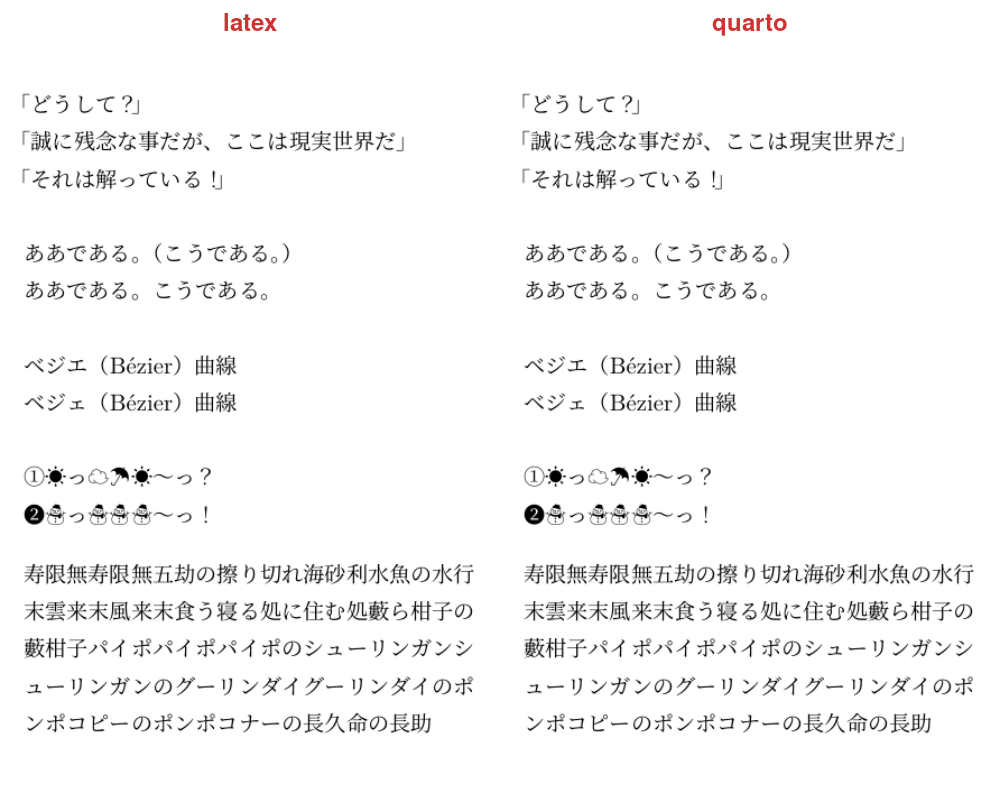 latex
「どうして?」
「誠に残念な事だが、ここは現実世界だ」
「それは解っている!」
ああである。(こうである。)
ああである。こうである。
ベジエ(Bézier)曲線
ベジェ(Bézier)曲線
①☀っ☁☂☀〜っ?
❷☃っ☃☃☃〜っ!
寿限無寿限無五劫の擦り切れ海砂利水魚の水行
末雲来末風来末食う寝る処に住む処藪ら柑子の
藪柑子パイポパイポパイポのシューリンガンシ
ューリンガンのグーリンダイグーリンダイのポ
ンポコピーのポンポコナーの長久命の長助
quarto
「どうして?」
「誠に残念な事だが、ここは現実世界だ」
「それは解っている!」
ああである。(こうである。)
ああである。こうである。
ベジエ(Bézier)曲線
ベジェ(Bézier)曲線
①☀っ☁☂☀〜っ?
❷☃っ☃☃☃〜っ!
寿限無寿限無五劫の擦り切れ海砂利水魚の水行
末雲来末風来末食う寝る処に住む処藪ら柑子の
藪柑子パイポパイポパイポのシューリンガンシ
ューリンガンのグーリンダイグーリンダイのポ
ンポコピーのポンポコナーの長久命の長助